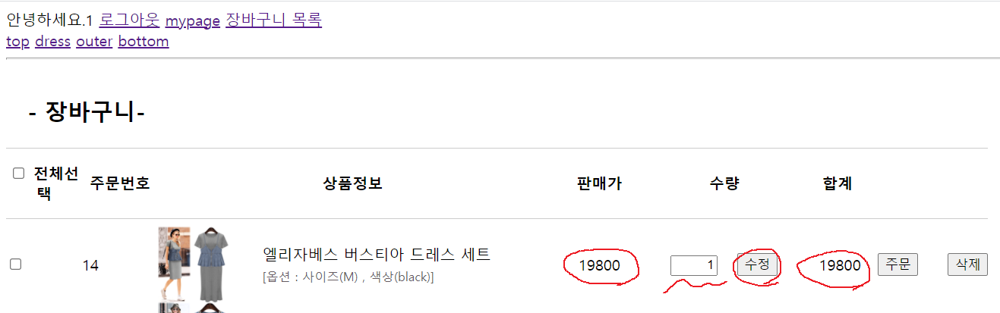 안녕하세요.1 로그아웃 mypage 장바구니 목록
top dress outer bottom
- 장바구니-
전체선택 주문번호 상품정보 판매가 수량 합계
14 엘리자베스 버스티아 드레스 세트 19800 1 수정 19800 주문 삭제
[옵션 : 사이즈(M) , 색상(black)]